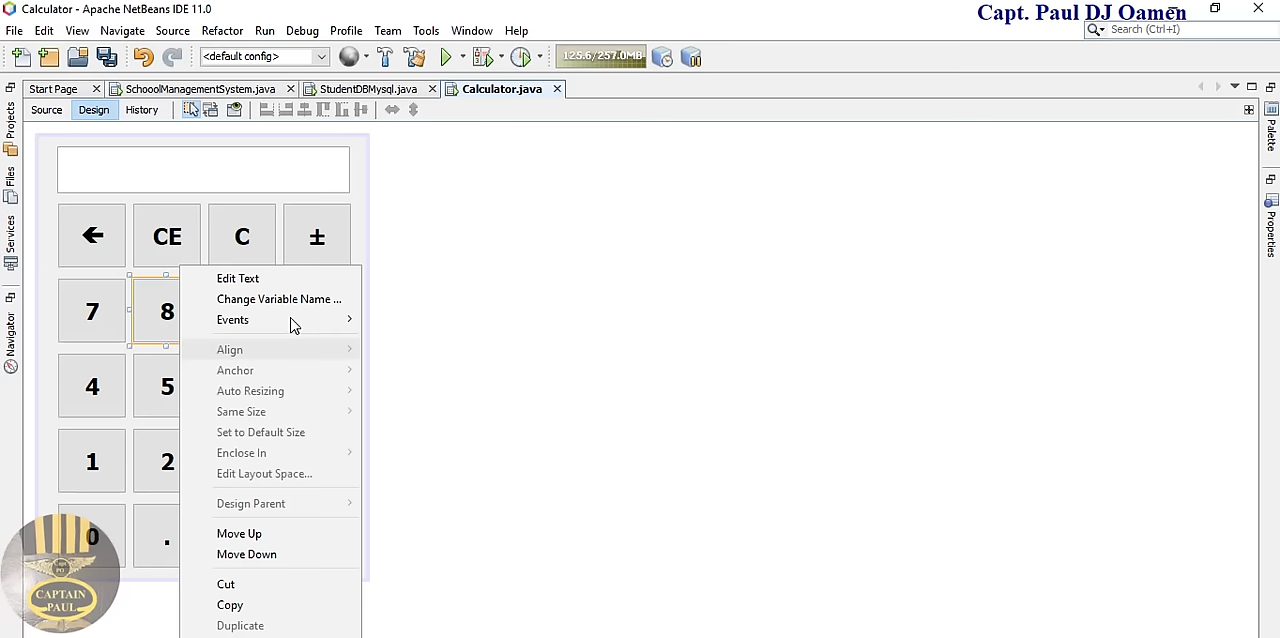 Calculator - Apache NetBeans IDE 11.0
Capt. Paul DJ Oamen
File Edit View Navigate Source Refactor Run Debug Profile Team Tools Window Help
Search (Ctrl+I)
<default config>
125.6/257.0MB
Start Page
SchoolManagementSystem.java
StudentDBMysql.java
Calculator.java
Source Design History
Projects
Files
Services
Navigator
Palette
Properties
← CE C ±
7 8
4 5
1 2
0 .
Edit Text
Change Variable Name ...
Events
Align
Anchor
Auto Resizing
Same Size
Set to Default Size
Enclose In
Edit Layout Space...
Design Parent
Move Up
Move Down
Cut
Copy
Duplicate
Capt
PO
CAPTAIN
PAUL